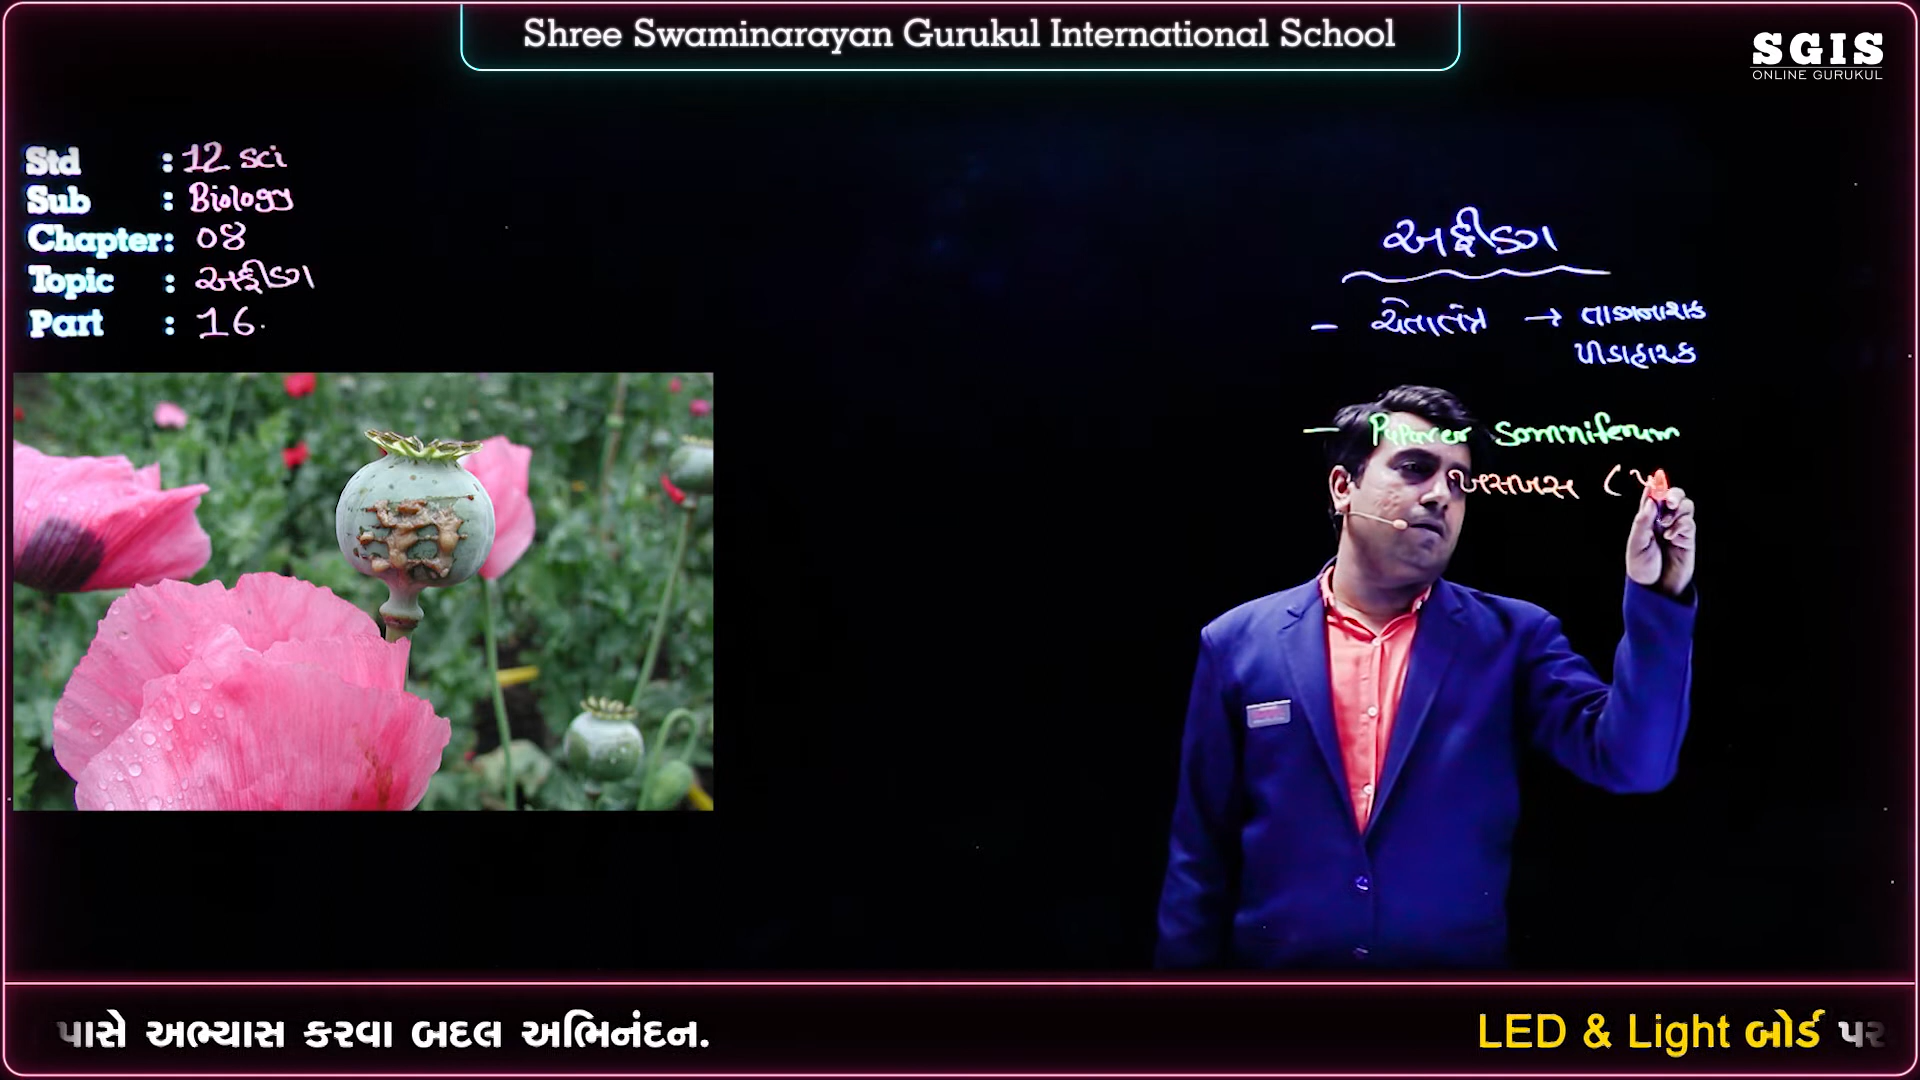 Shree Swaminarayan Gurukul International School
SGIS
ONLINE GURUKUL
Std : 12 sci
Sub : Biology
Chapter : 08
Topic : અફીણ
Part : 16.
અફીણ
- ચેતાતંત્ર → તાણનાશક
પીડાહારક
- Papaver Somniferum
ખસખસ (
પાસે અભ્યાસ કરવા બદલ અભિનંદન.
LED & Light બોર્ડ પર